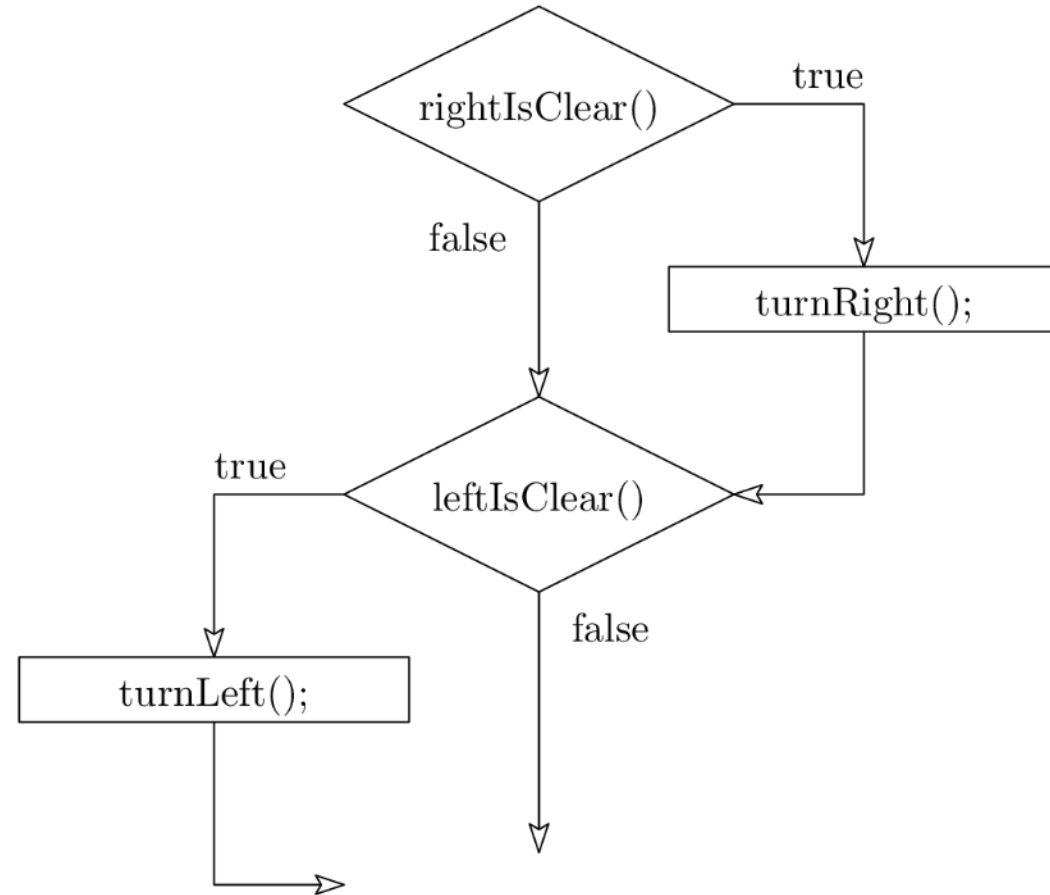 rightIsClear()
true
false
turnRight();
true
leftIsClear()
false
turnLeft();